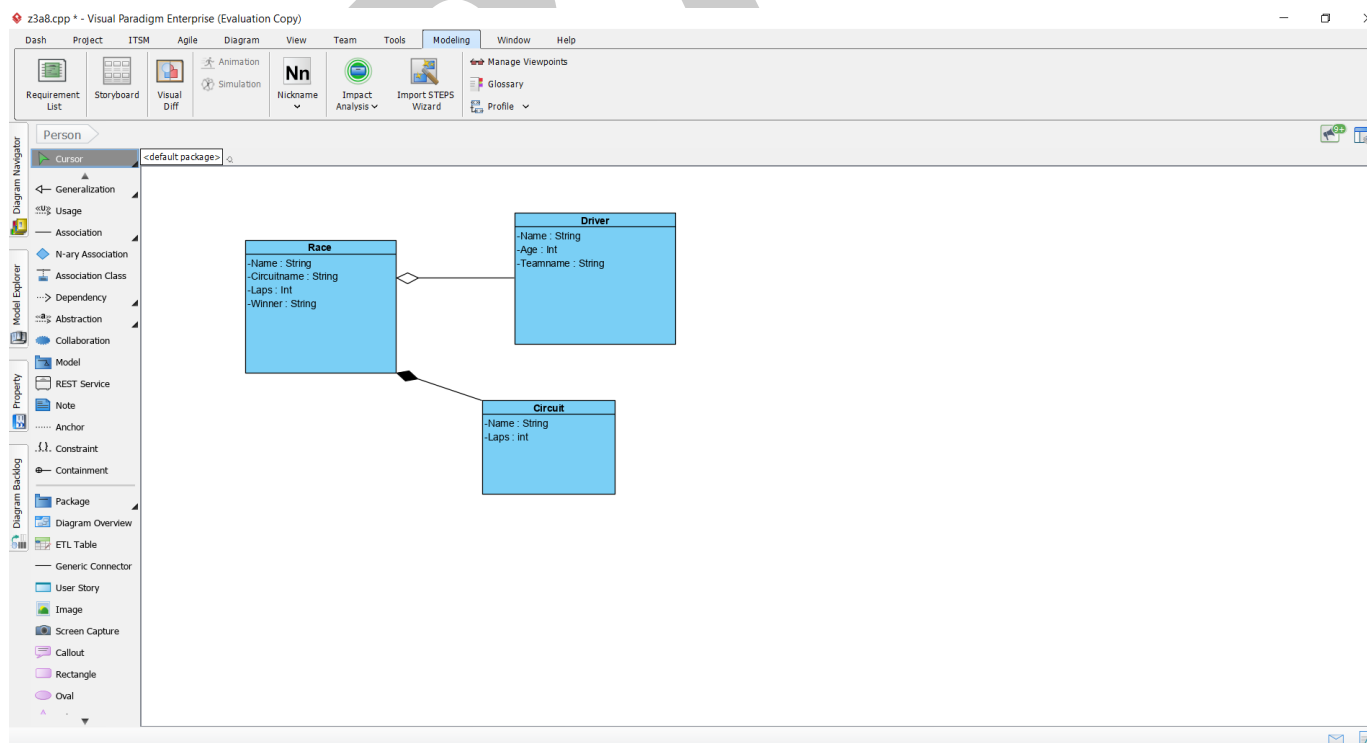 z3a8.cpp * - Visual Paradigm Enterprise (Evaluation Copy)
Dash Project ITSM Agile Diagram View Team Tools Modeling Window Help
Requirement List
Storyboard
Visual Diff
Animation
Simulation
Nn
Nickname
Impact Analysis
Import STEPS Wizard
Manage Viewpoints
Glossary
Profile
Person
9+
<default package>
Diagram Navigator
Model Explorer
Property
Diagram Backlog
Cursor
Generalization
«U» Usage
Association
N-ary Association
Association Class
Dependency
Abstraction
Collaboration
Model
REST Service
Note
Anchor
Constraint
Containment
Package
Diagram Overview
ETL Table
Generic Connector
User Story
Image
Screen Capture
Callout
Rectangle
Oval
Race
-Name : String
-Circuitname : String
-Laps : Int
-Winner : String
Driver
-Name : String
-Age : Int
-Teamname : String
Circuit
-Name : String
-Laps : int